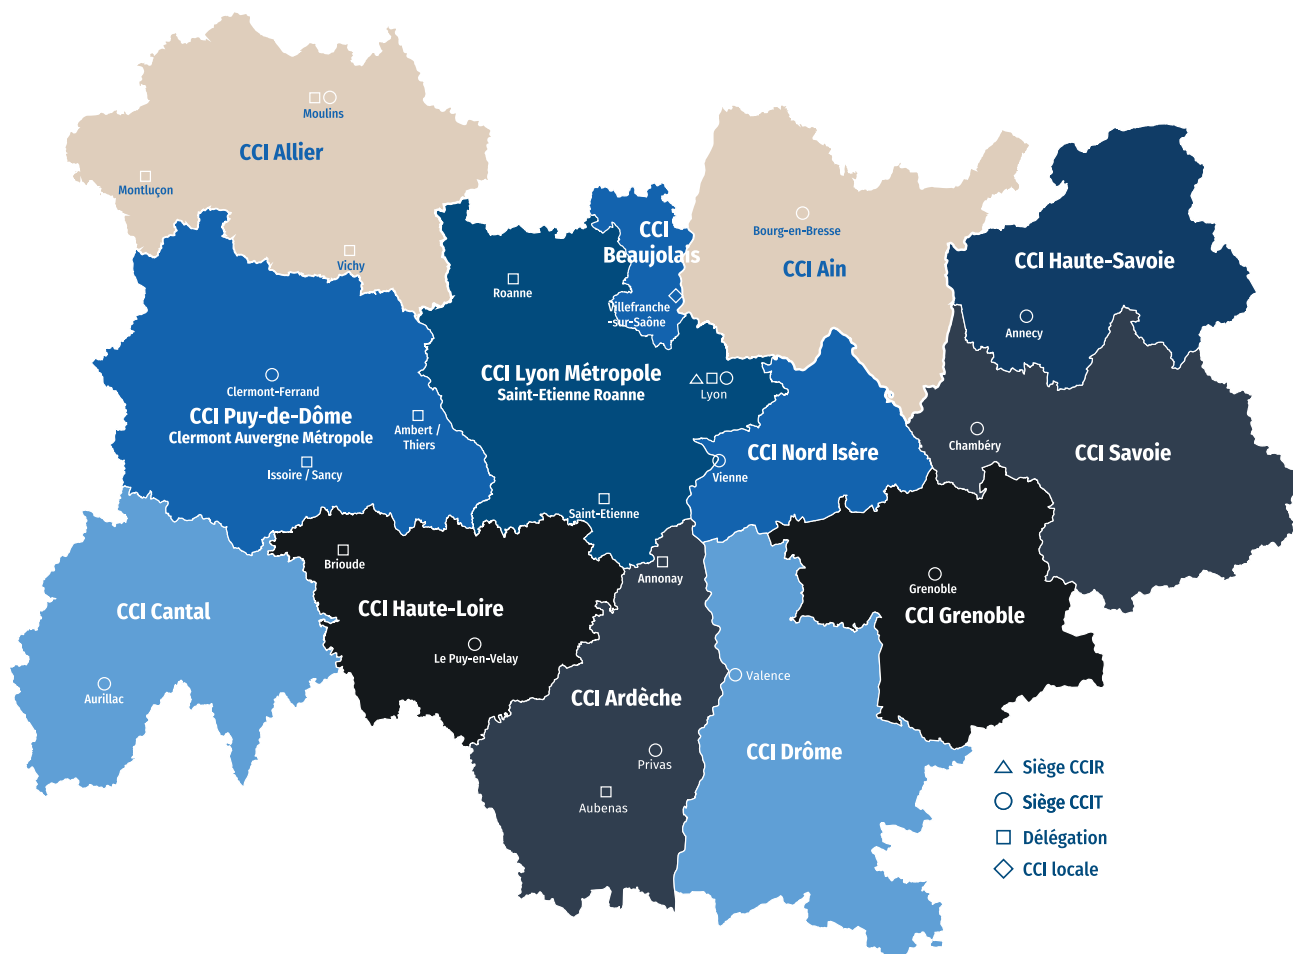 Moulins
CCI Allier
Montluçon
Vichy
CCI
Beaujolais
Villefranche
-sur-Saône
Bourg-en-Bresse
CCI Ain
CCI Haute-Savoie
Annecy
Roanne
CCI Lyon Métropole
Saint-Etienne Roanne
Lyon
Saint-Etienne
Clermont-Ferrand
CCI Puy-de-Dôme
Clermont Auvergne Métropole
Ambert /
Thiers
Issoire / Sancy
CCI Nord Isère
Vienne
Chambéry
CCI Savoie
Brioude
CCI Haute-Loire
Le Puy-en-Velay
Annonay
Grenoble
CCI Grenoble
CCI Cantal
Aurillac
CCI Ardèche
Privas
Aubenas
Valence
CCI Drôme
Siège CCIR
Siège CCIT
Délégation
CCI locale